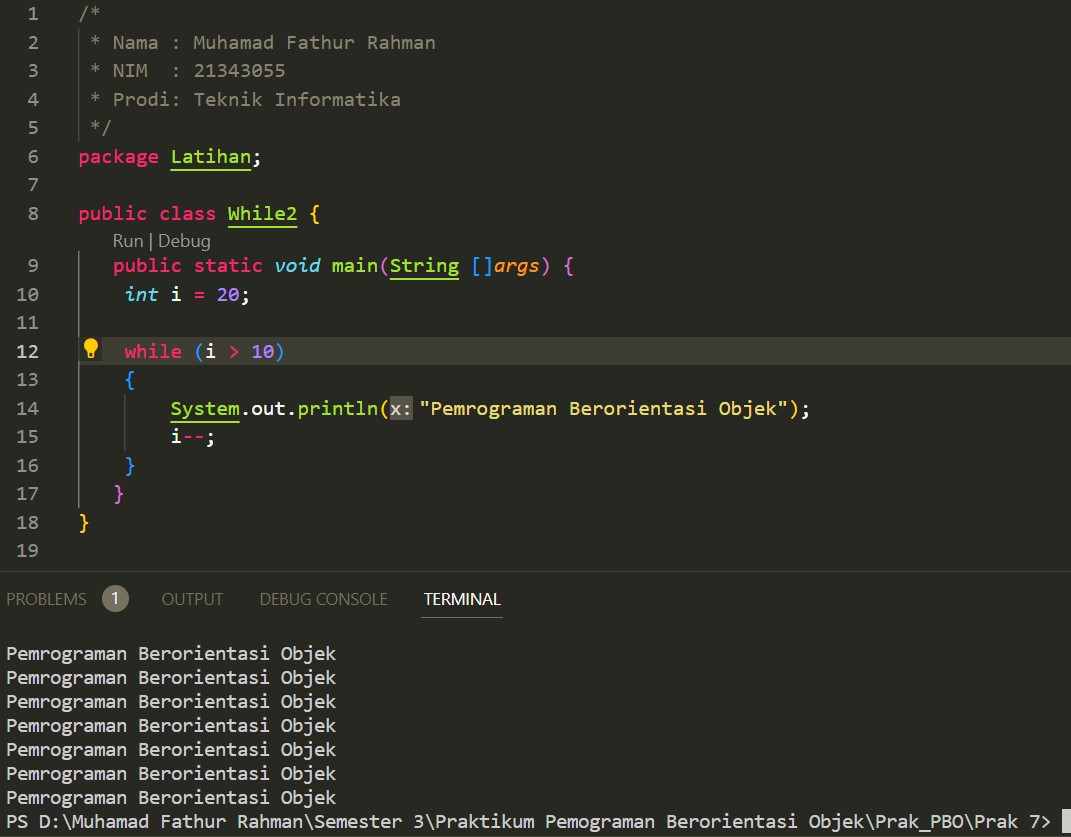 1 /*
2 * Nama : Muhamad Fathur Rahman
3 * NIM  : 21343055
4 * Prodi: Teknik Informatika
5 */
6 package Latihan;
7
8 public class While2 {
Run | Debug
9 public static void main(String []args) {
10 int i = 20;
11
12 while (i > 10)
13 {
14 System.out.println(x: "Pemrograman Berorientasi Objek");
15 i--;
16 }
17 }
18 }
19
PROBLEMS 1 OUTPUT DEBUG CONSOLE TERMINAL
Pemrograman Berorientasi Objek
Pemrograman Berorientasi Objek
Pemrograman Berorientasi Objek
Pemrograman Berorientasi Objek
Pemrograman Berorientasi Objek
Pemrograman Berorientasi Objek
Pemrograman Berorientasi Objek
PS D:\Muhamad Fathur Rahman\Semester 3\Praktikum Pemograman Berorientasi Objek\Prak_PBO\Prak 7>